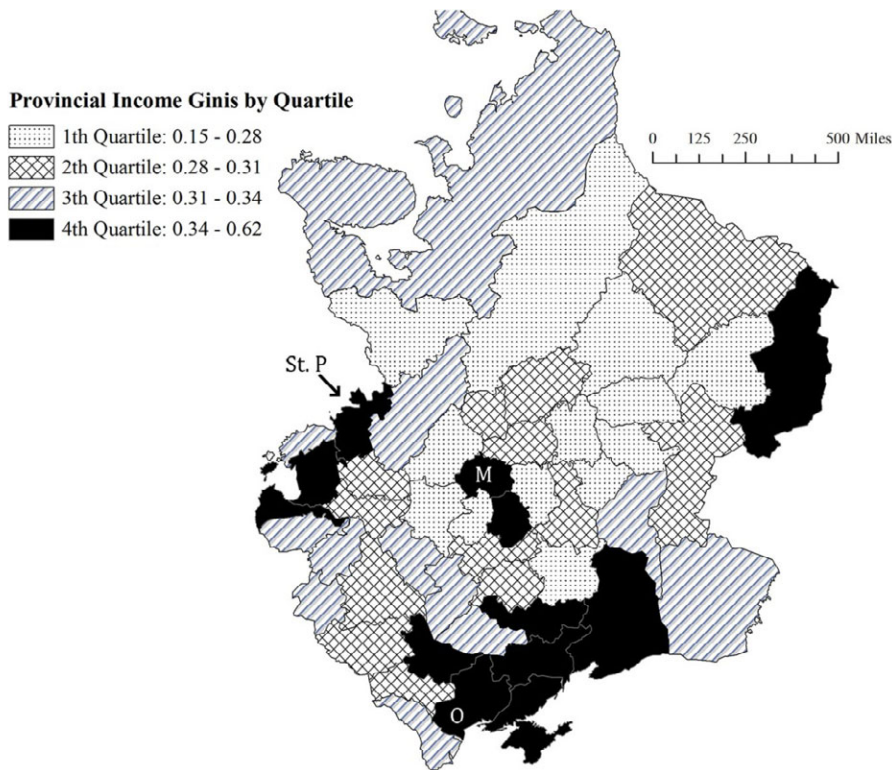 Provincial Income Ginis by Quartile
1th Quartile: 0.15 - 0.28
2th Quartile: 0.28 - 0.31
3th Quartile: 0.31 - 0.34
4th Quartile: 0.34 - 0.62
0 125 250 500 Miles
St. P
M
O